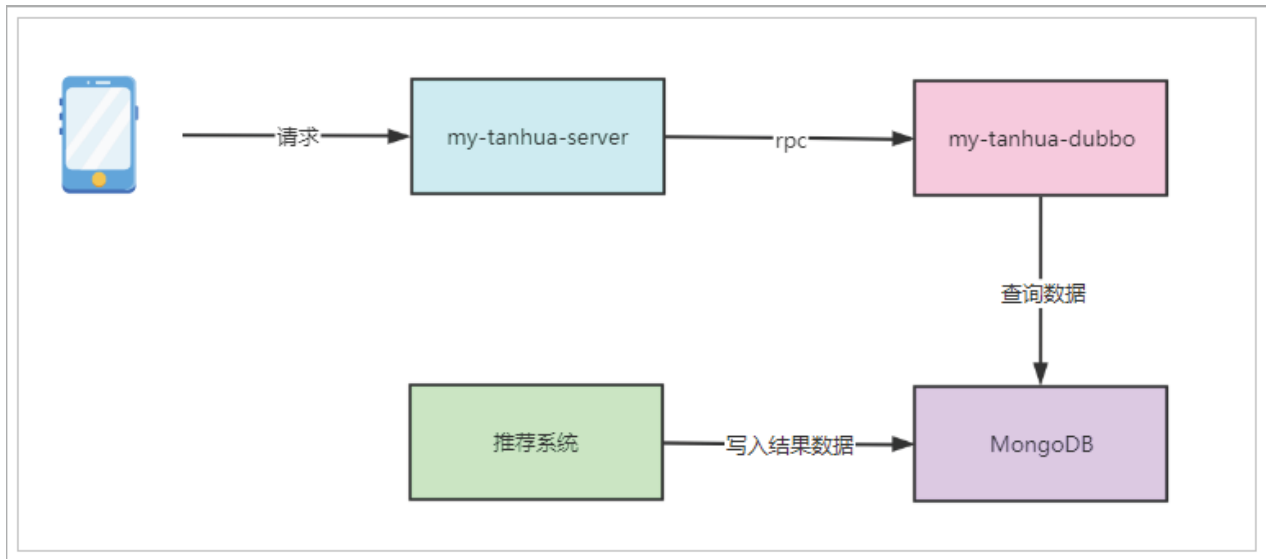 请求
my-tanhua-server
rpc
my-tanhua-dubbo
查询数据
推荐系统
写入结果数据
MongoDB